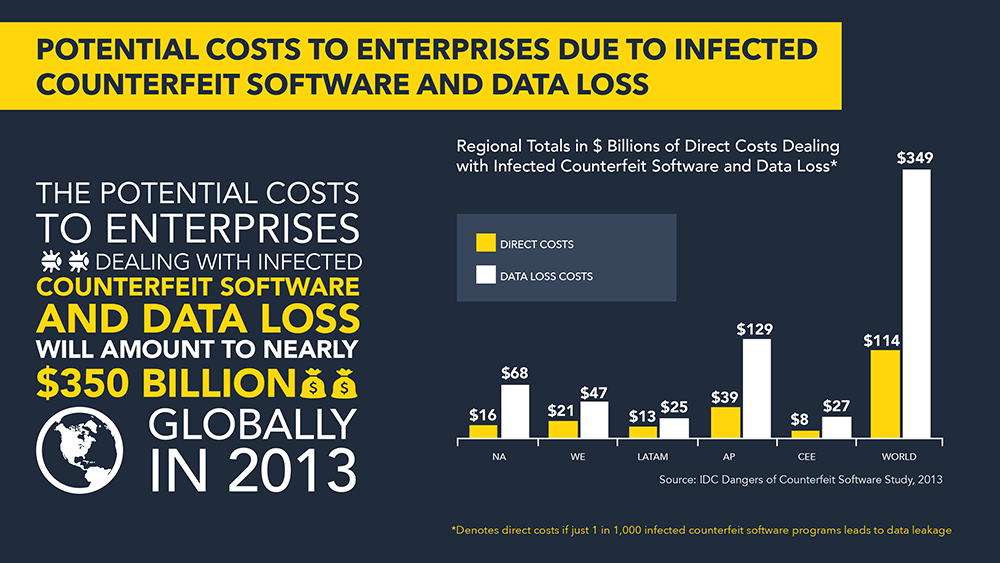 POTENTIAL COSTS TO ENTERPRISES DUE TO INFECTED
COUNTERFEIT SOFTWARE AND DATA LOSS
THE POTENTIAL COSTS
TO ENTERPRISES
DEALING WITH INFECTED
COUNTERFEIT SOFTWARE
AND DATA LOSS
WILL AMOUNT TO NEARLY
$350 BILLION
$ $
GLOBALLY
IN 2013
Regional Totals in $ Billions of Direct Costs Dealing
with Infected Counterfeit Software and Data Loss*
DIRECT COSTS
DATA LOSS COSTS
$16 $68
$21 $47
$13 $25
$39 $129
$8 $27
$114 $349
NA WE LATAM AP CEE WORLD
Source: IDC Dangers of Counterfeit Software Study, 2013
*Denotes direct costs if just 1 in 1,000 infected counterfeit software programs leads to data leakage